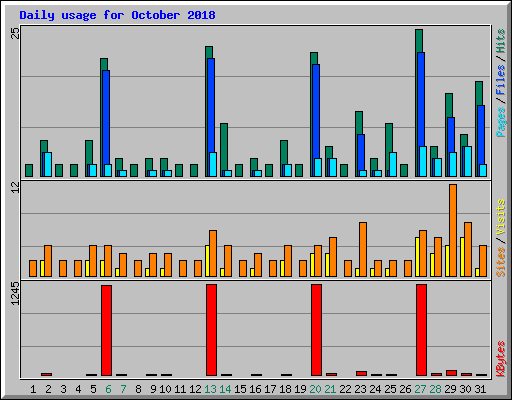 Daily usage for October 2018
25
Pages / Files / Hits
12
Sites / Visits
1245
KBytes
1 2 3 4 5 6 7 8 9 10 11 12 13 14 15 16 17 18 19 20 21 22 23 24 25 26 27 28 29 30 31